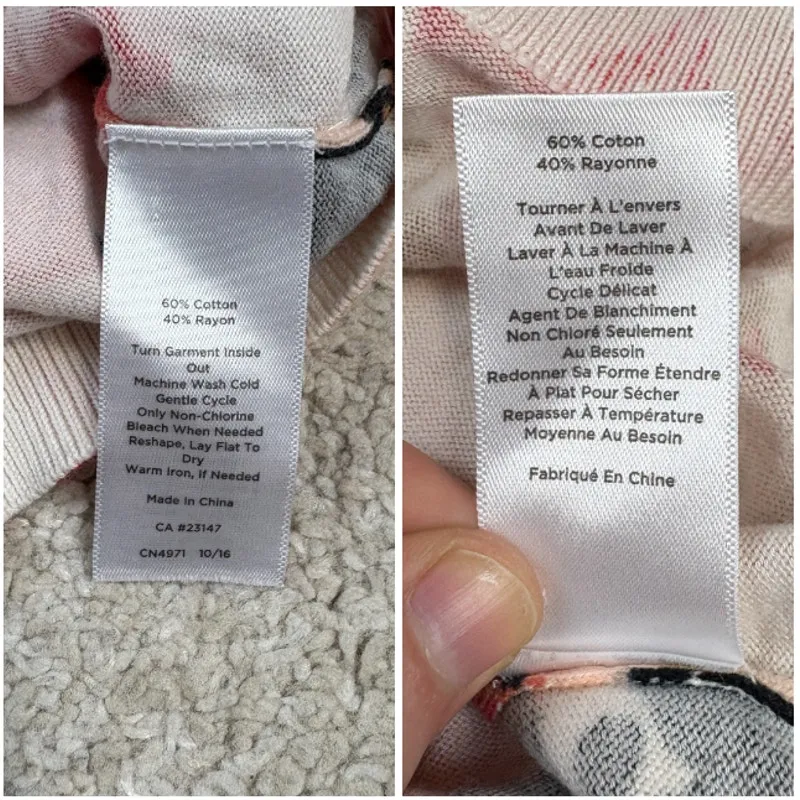 60% Cotton
40% Rayon
Turn Garment Inside
Out
Machine Wash Cold
Gentle Cycle
Only Non-Chlorine
Bleach When Needed
Reshape, Lay Flat To
Dry
Warm Iron, if Needed
Made In China
CA #23147
CN4971 10/16
60% Coton
40% Rayonne
Tourner À L'envers
Avant De Laver
Laver À La Machine À
L'eau Froide
Cycle Délicat
Agent De Blanchiment
Non Chloré Seulement
Au Besoin
Redonner Sa Forme Étendre
À Plat Pour Sécher
Repasser À Température
Moyenne Au Besoin
Fabriqué En Chine